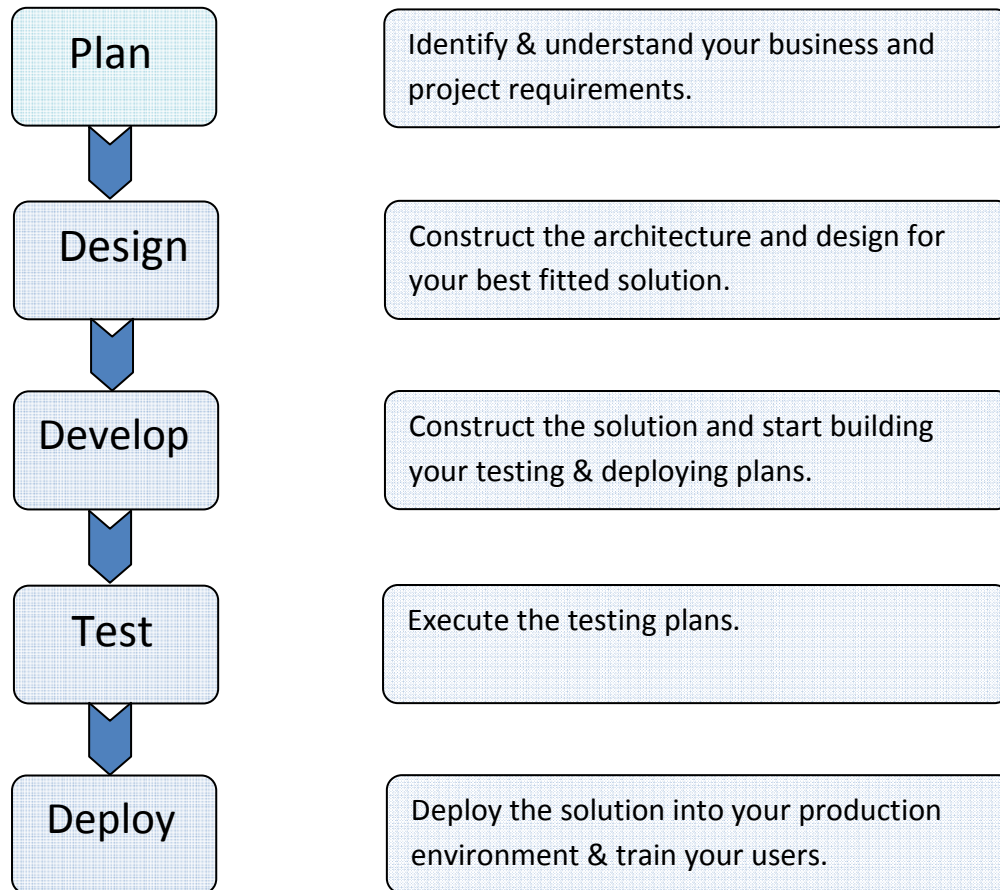 Plan
Identify & understand your business and
project requirements.
Design
Construct the architecture and design for
your best fitted solution.
Develop
Construct the solution and start building
your testing & deploying plans.
Test
Execute the testing plans.
Deploy
Deploy the solution into your production
environment & train your users.